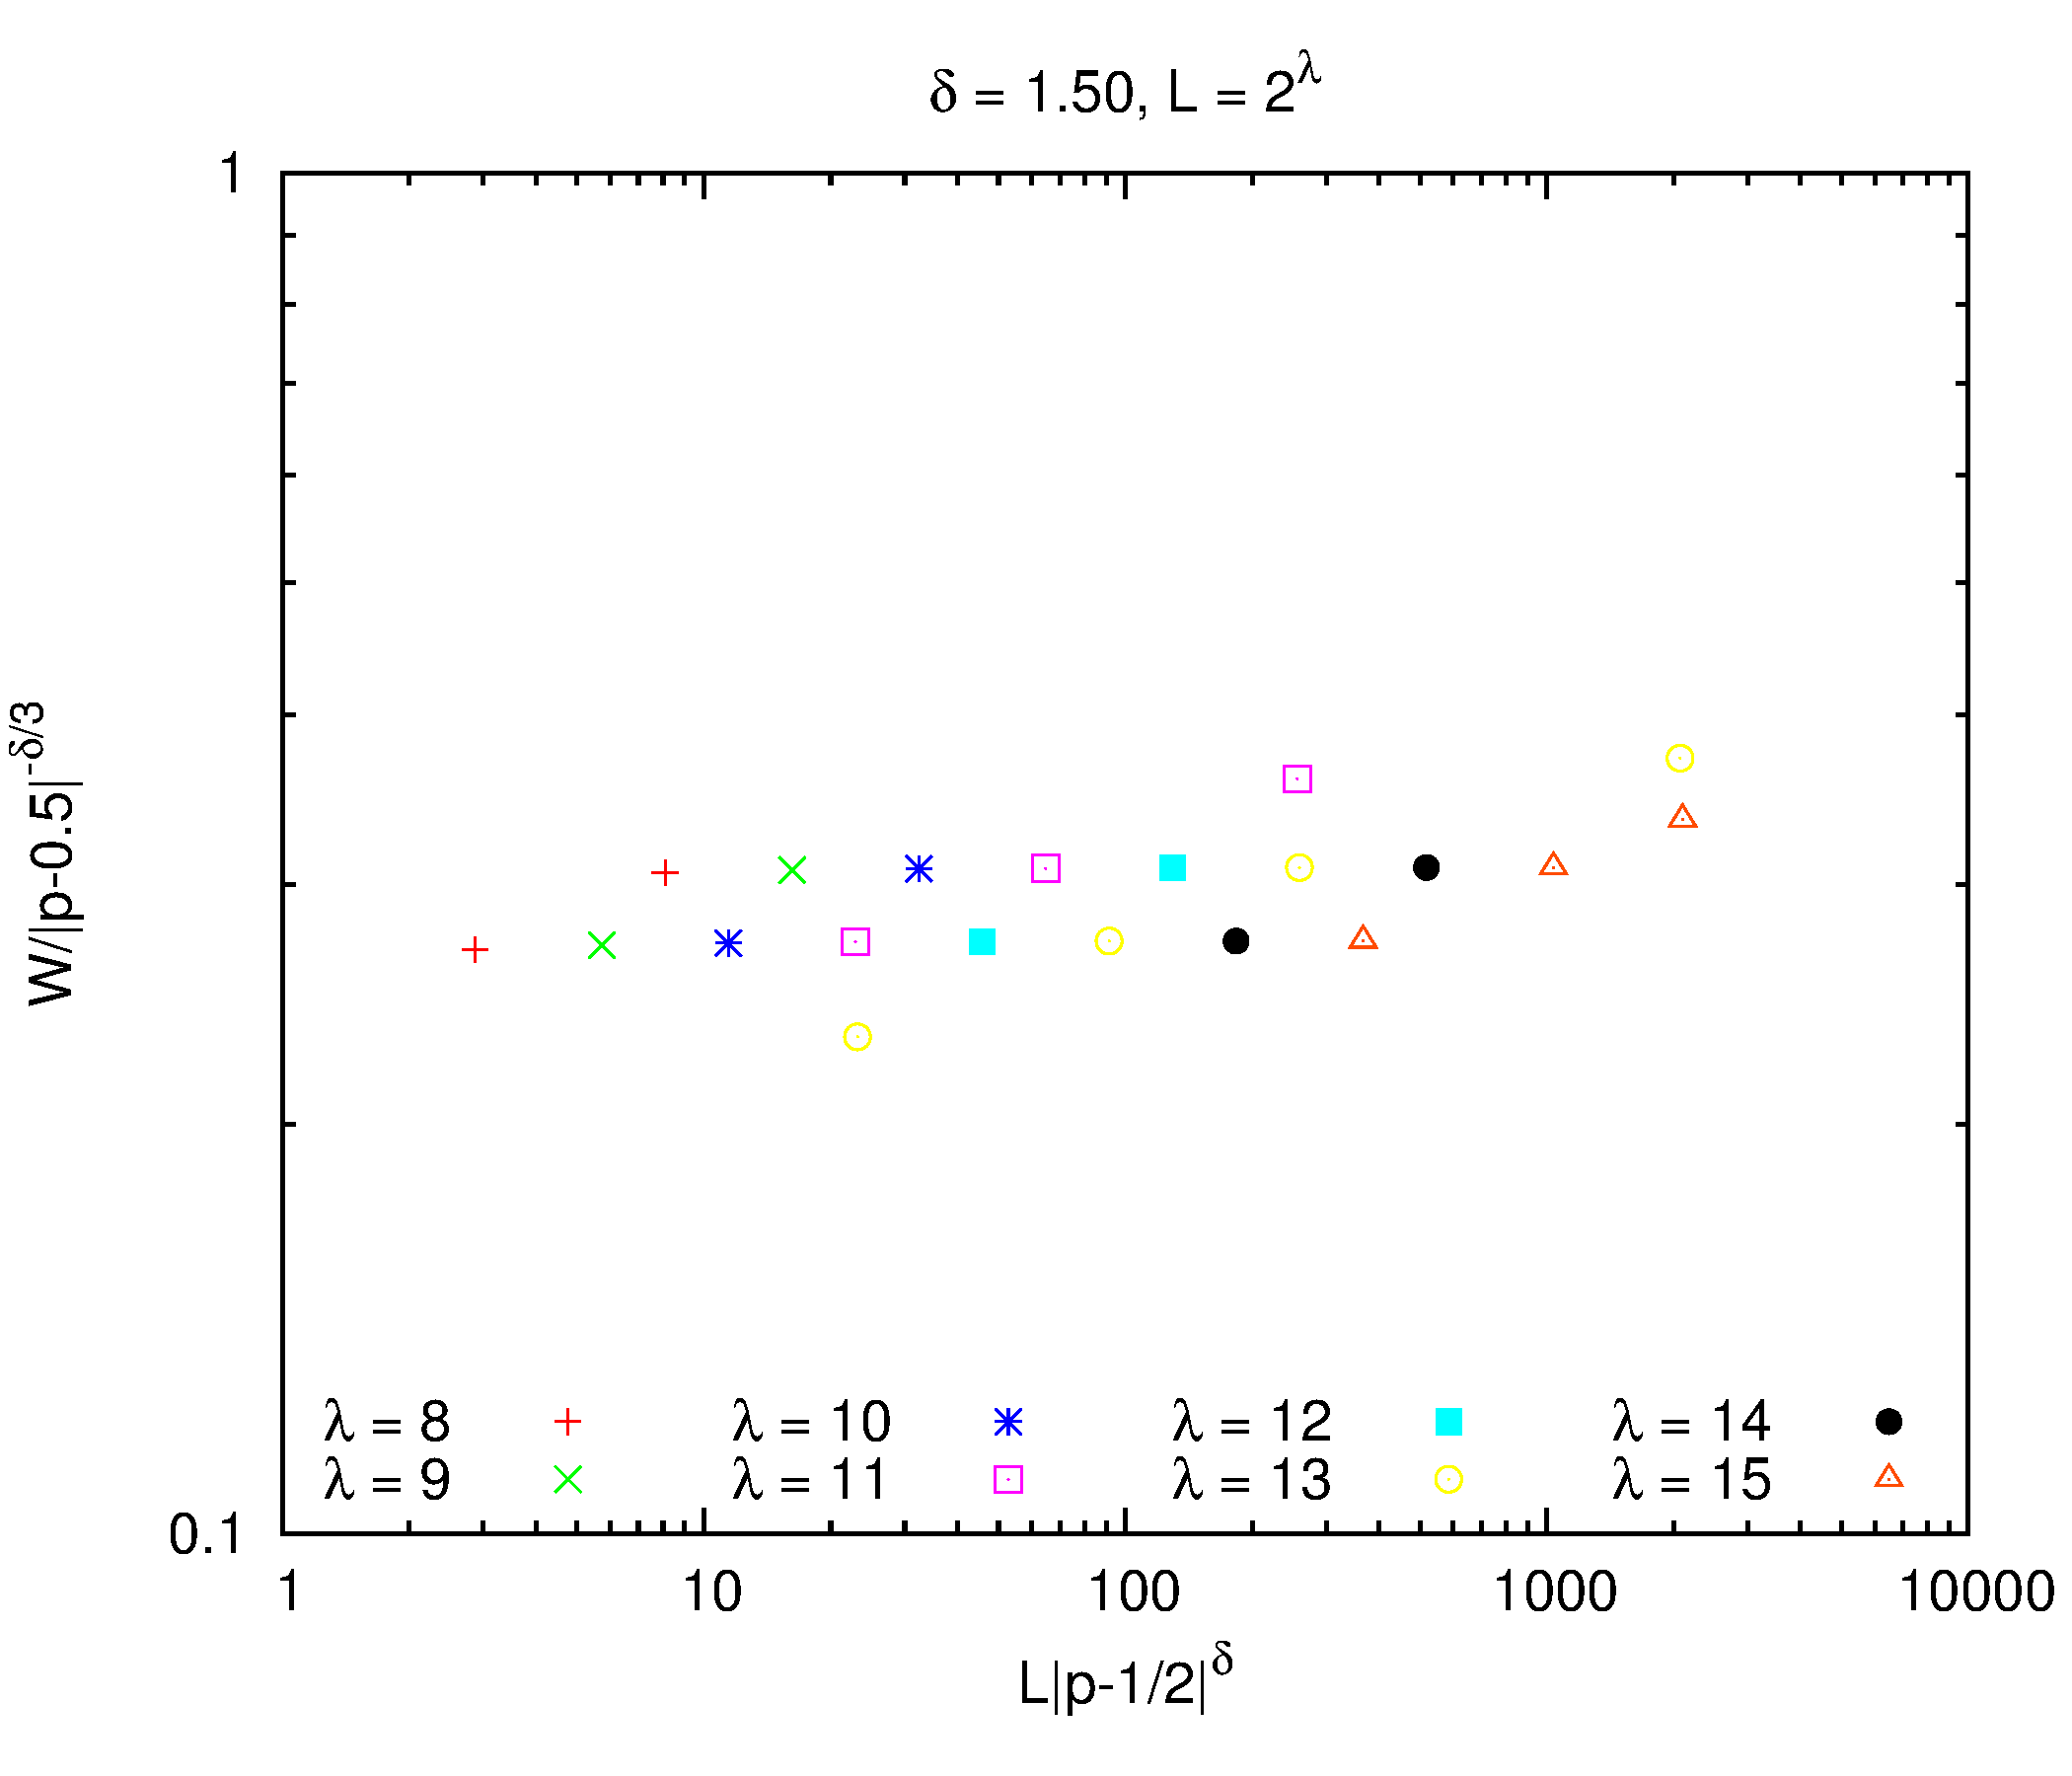 δ = 1.50, L = 2^λ
1
W/|p-0.5|^-δ/3
λ = 8
λ = 10
λ = 12
λ = 14
λ = 9
λ = 11
λ = 13
λ = 15
0.1
1
10
100
1000
10000
L|p-1/2|^δ